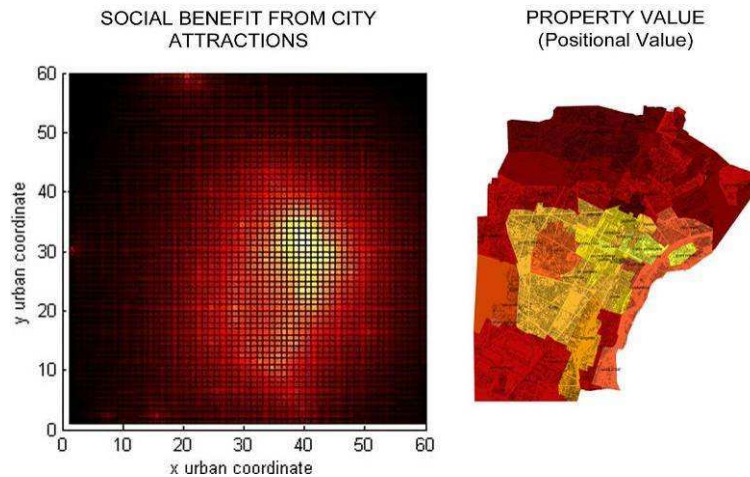 SOCIAL BENEFIT FROM CITY
ATTRACTIONS
PROPERTY VALUE
(Positional Value)
60
50
40
30
20
10
0
y urban coordinate
0 10 20 30 40 50 60
x urban coordinate